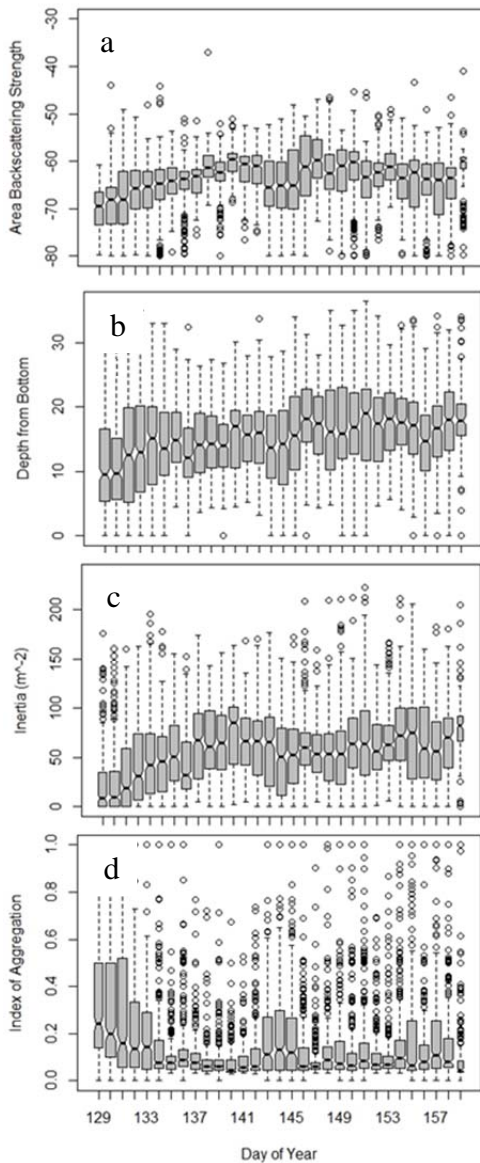 a
Area Backscattering Strength
-30
-40
-50
-60
-70
-80
b
Depth from Bottom
30
20
10
0
c
Inertia (m^-2)
200
150
100
50
0
d
Index of Aggregation
1.0
0.8
0.6
0.4
0.2
0.0
129 133 137 141 145 149 153 157
Day of Year